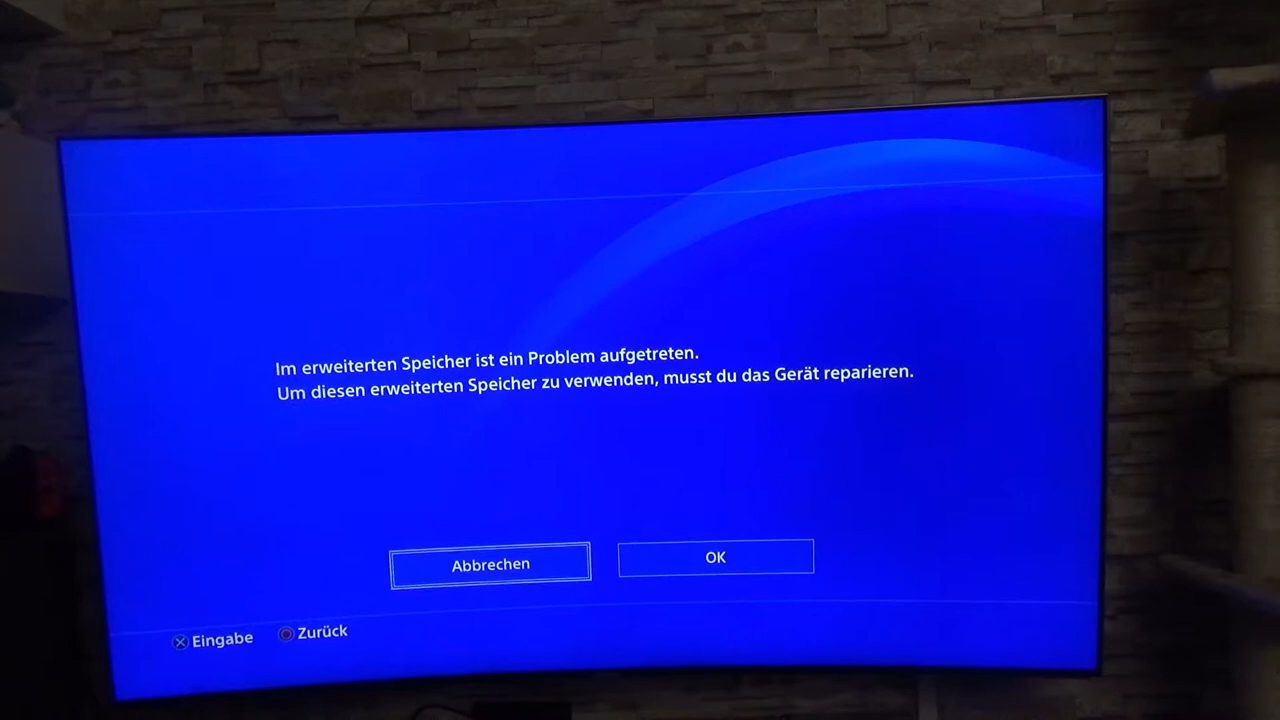 Im erweiterten Speicher ist ein Problem aufgetreten.
Um diesen erweiterten Speicher zu verwenden, musst du das Gerät reparieren.
Abbrechen
OK
Eingabe
Zurück